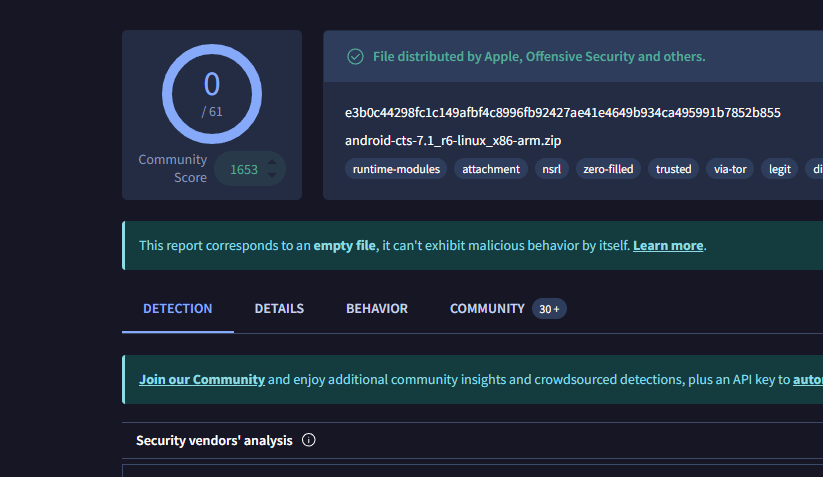 0
/ 61
Community Score
1653
File distributed by Apple, Offensive Security and others.
e3b0c44298fc1c149afbf4c8996fb92427ae41e4649b934ca495991b7852b855
android-cts-7.1_r6-linux_x86-arm.zip
runtime-modules attachment nsrl zero-filled trusted via-tor legit di
This report corresponds to an empty file, it can't exhibit malicious behavior by itself. Learn more.
DETECTION DETAILS BEHAVIOR COMMUNITY 30+
Join our Community and enjoy additional community insights and crowdsourced detections, plus an API key to auto
Security vendors' analysis